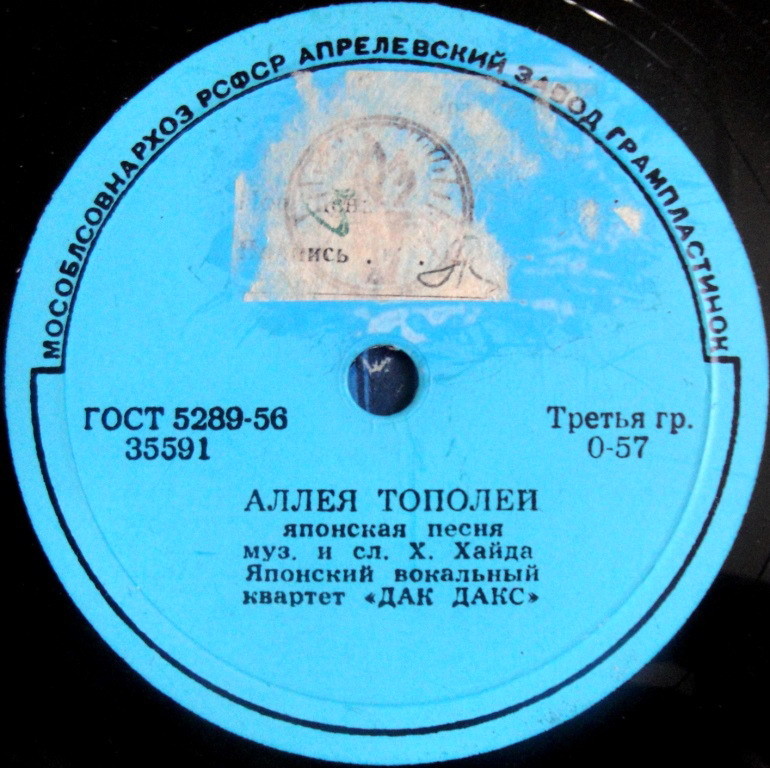 МОСОБЛСОВНАРХОЗ РСФСР АПРЕЛЕВСКИЙ ЗАВОД ГРАМПЛАСТИНОК
ГОСТ 5289-56
35591
Третья гр.
0-57
АЛЛЕЯ ТОПОЛЕЙ
японская песня
муз. и сл. Х. Хайда
Японский вокальный
квартет «ДАК ДАКС»